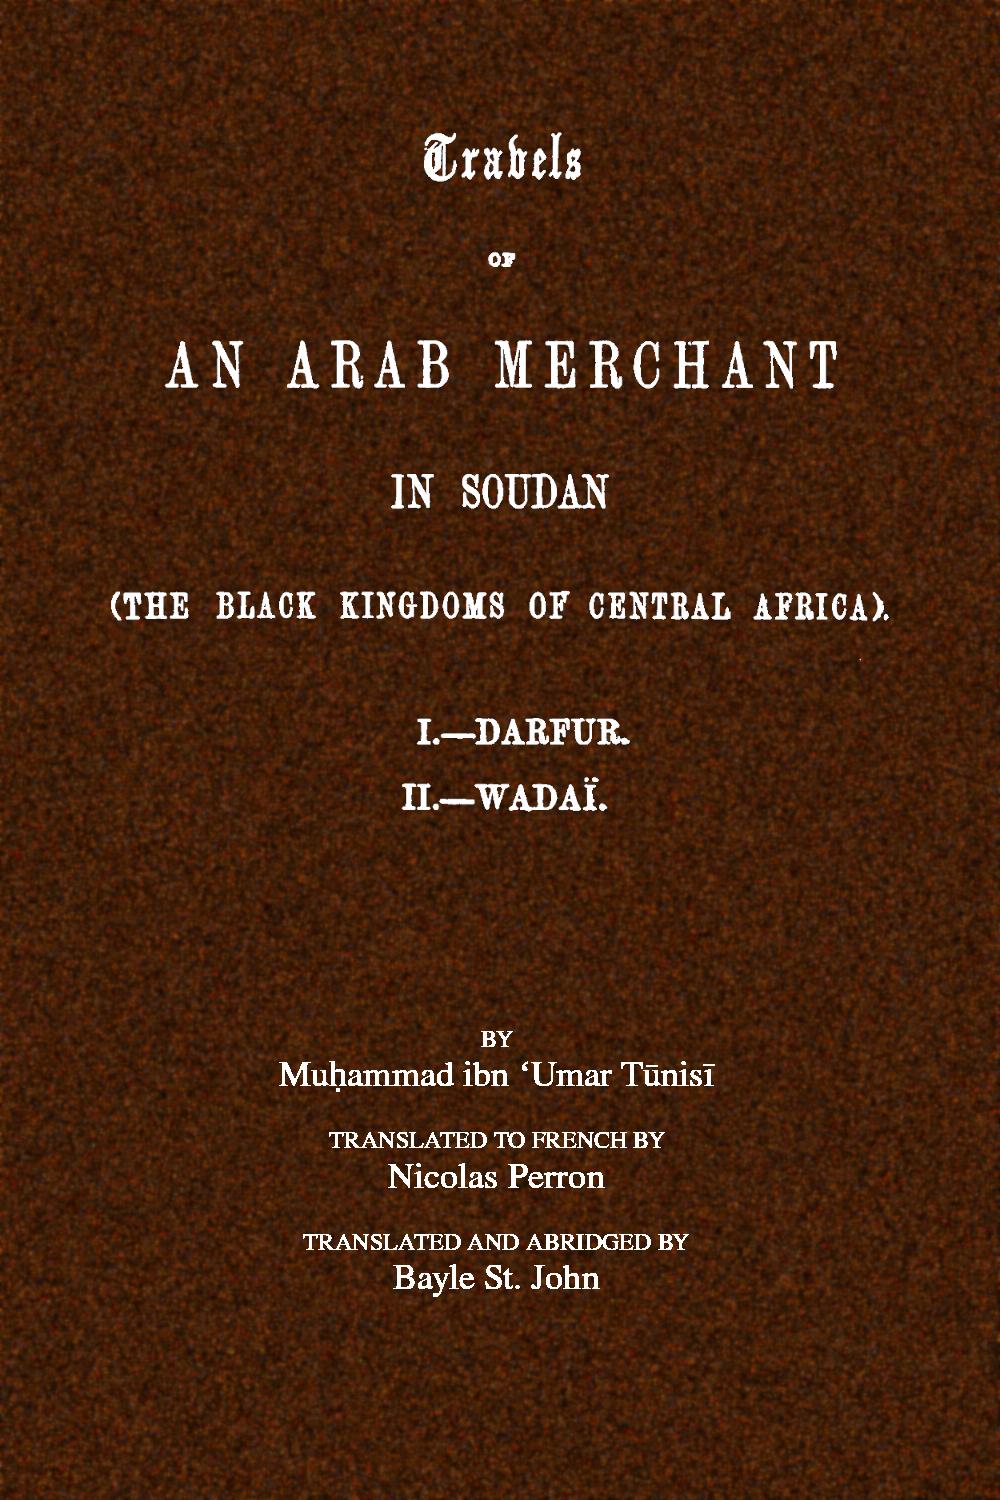 Travels
OF
AN ARAB MERCHANT
IN SOUDAN
(THE BLACK KINGDOMS OF CENTRAL AFRICA).
I.—DARFUR.
II.—WADAÏ.
BY
Muḥammad ibn ‘Umar Tūnisī
TRANSLATED TO FRENCH BY
Nicolas Perron
TRANSLATED AND ABRIDGED BY
Bayle St. John